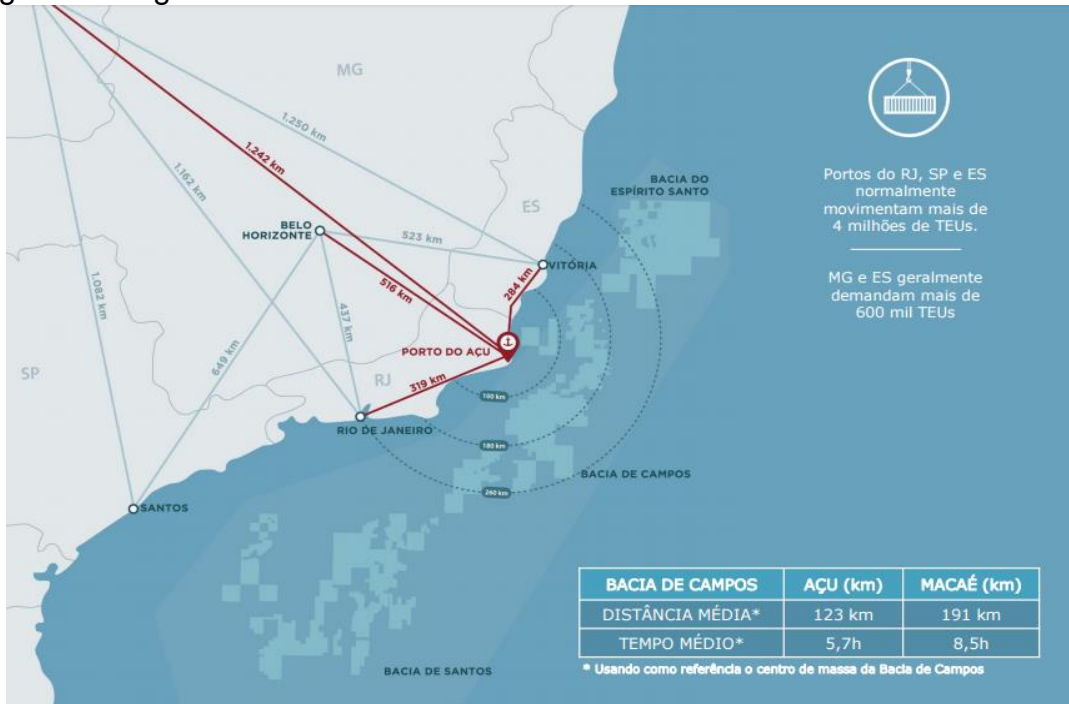 MG
1.250 km
1.242 km
1.162 km
BACIA DO
ESPÍRITO SANTO
ES
BELO
HORIZONTE
523 km
VITÓRIA
516 km
284 km
1.082 km
437 km
649 km
PORTO DO AÇU
SP
RJ
319 km
100 km
RIO DE JANEIRO
180 km
BACIA DE CAMPOS
260 km
SANTOS
BACIA DE SANTOS
Portos do RJ, SP e ES
normalmente
movimentam mais de
4 milhões de TEUs.
MG e ES geralmente
demandam mais de
600 mil TEUs
BACIA DE CAMPOS AÇU (km) MACAÉ (km)
DISTÂNCIA MÉDIA* 123 km 191 km
TEMPO MÉDIO* 5,7h 8,5h
* Usando como referência o centro de massa da Bacia de Campos